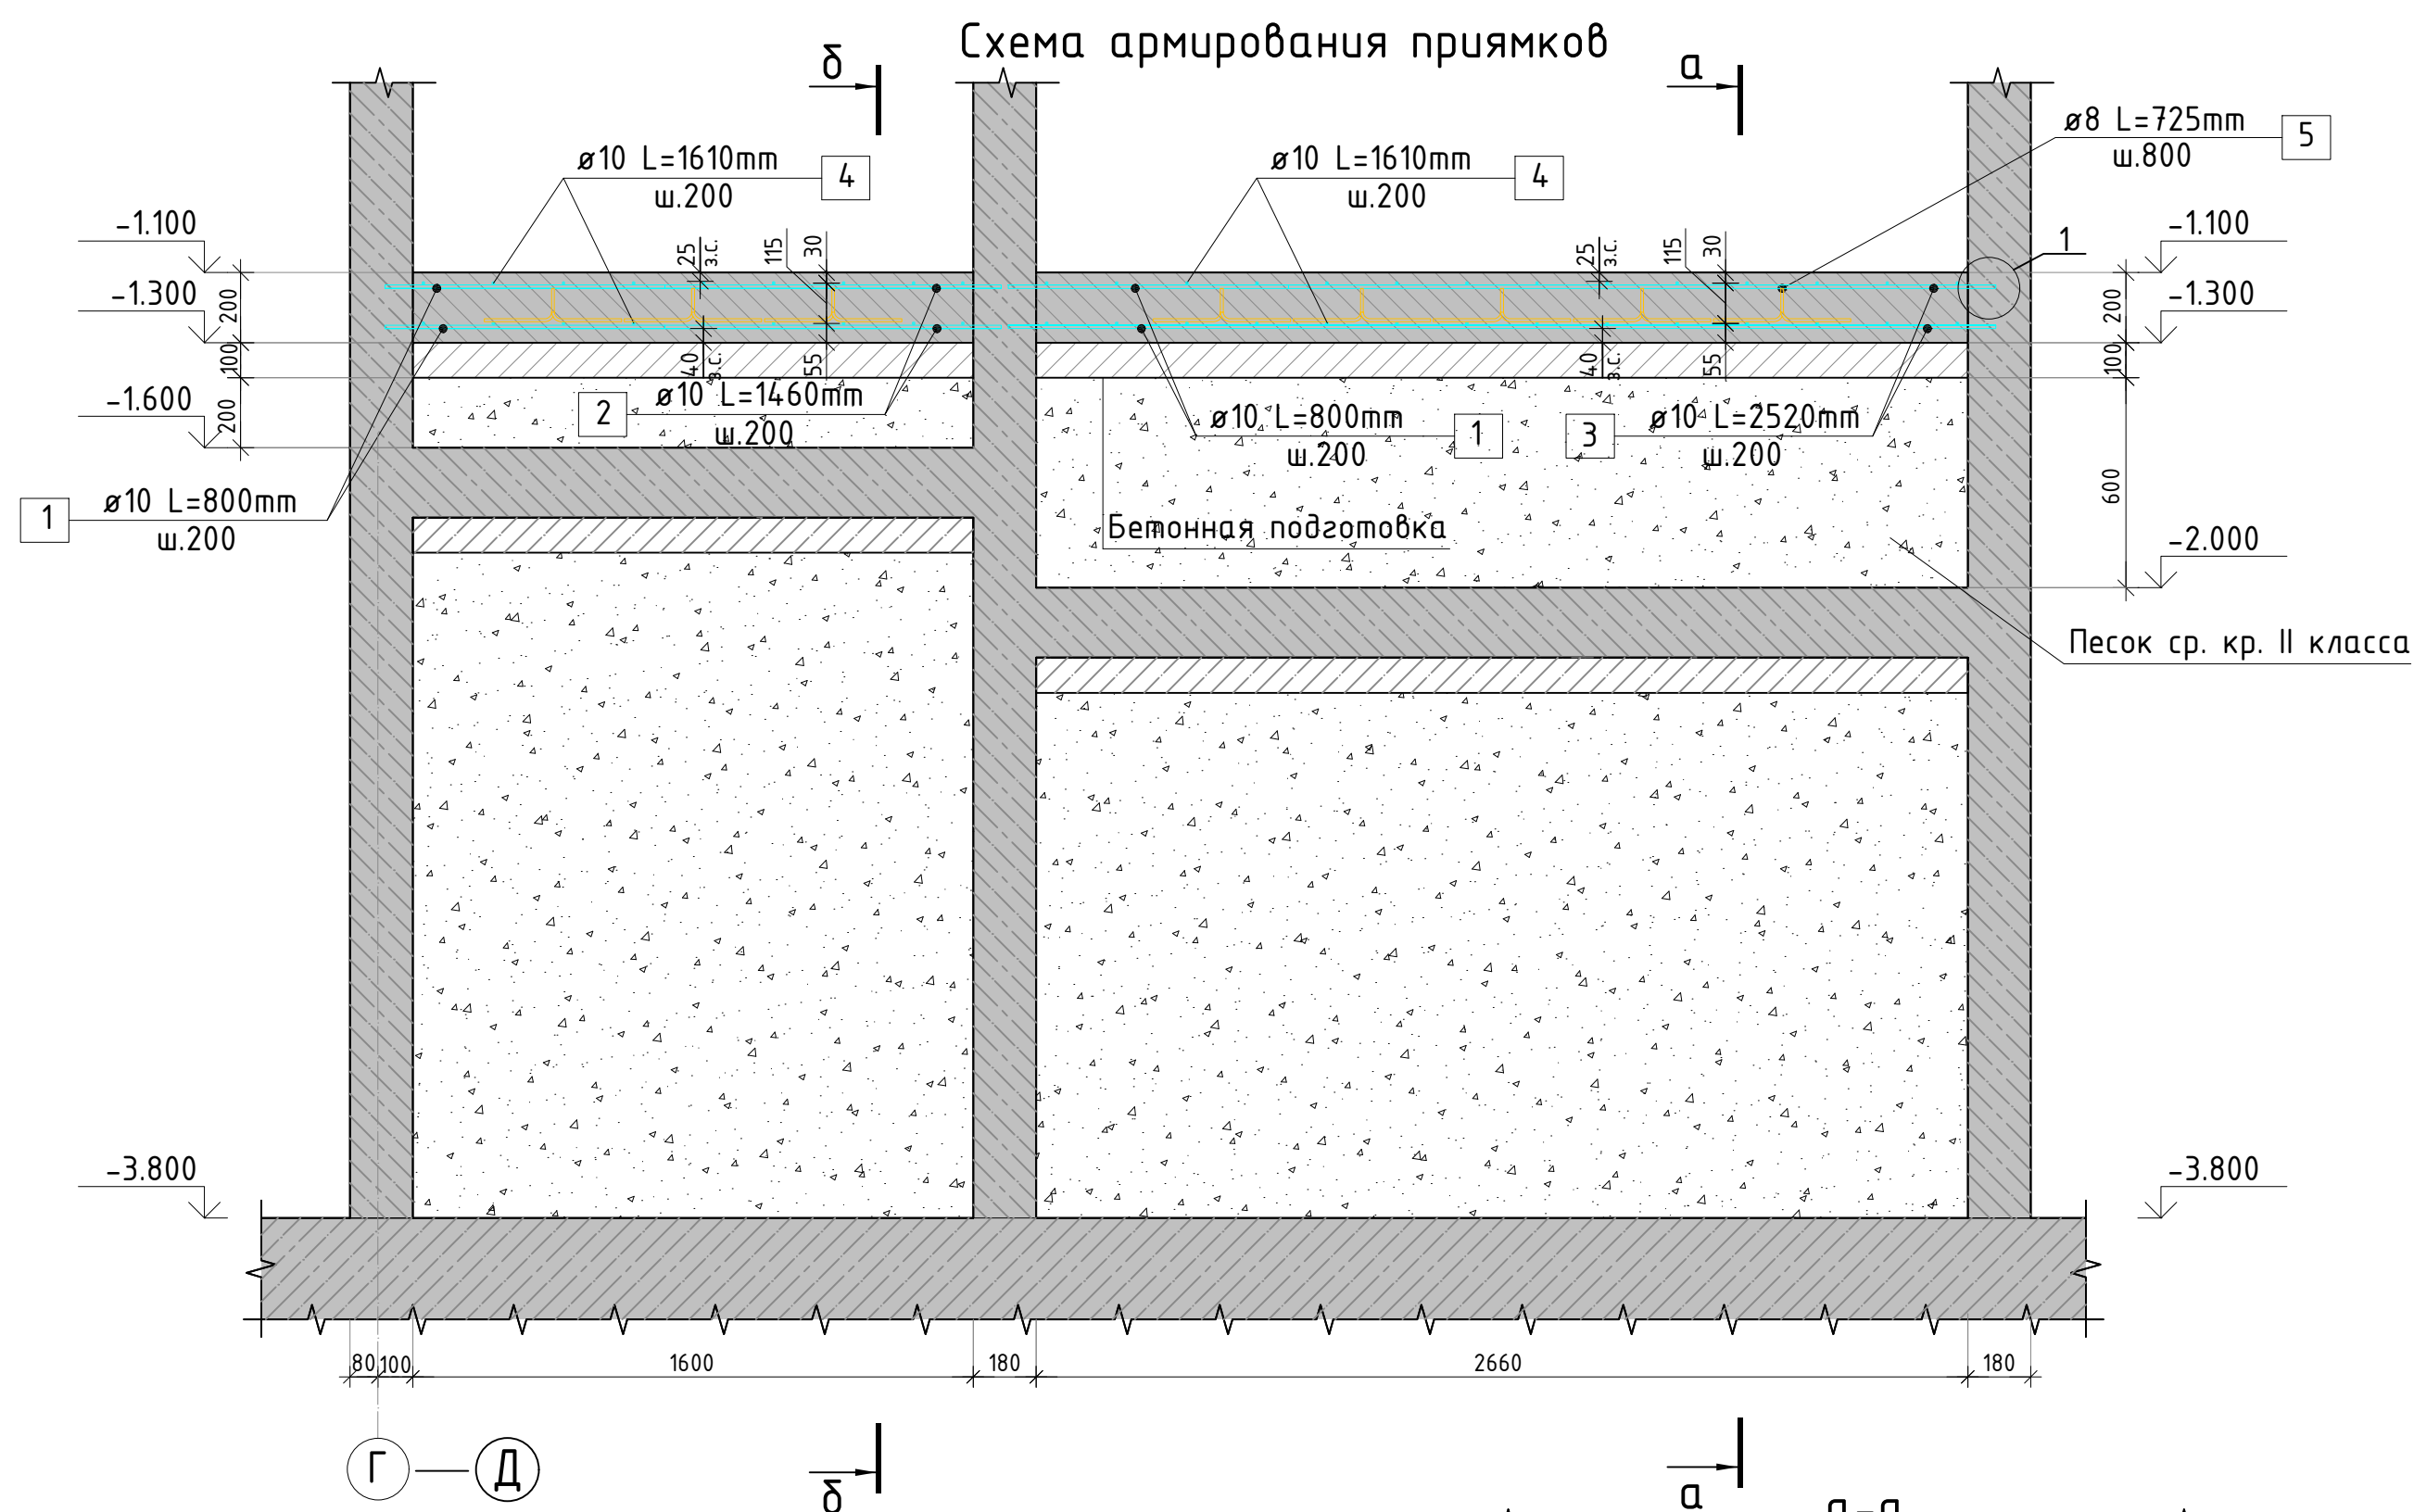 Схема армирования приямков
б
а
ø8 L=725mm
ш.800
5
ø10 L=1610mm
ш.200
4
ø10 L=1610mm
ш.200
4
-1.100
-1.300
-1.600
200
100
200
25
з.с.
115
30
25
з.с.
115
30
1
-1.100
-1.300
200
100
600
40
з.с.
55
40
з.с.
55
2
ø10 L=1460mm
ш.200
ø10 L=800mm
ш.200
1
3
ø10 L=2520mm
ш.200
1
ø10 L=800mm
ш.200
Бетонная подготовка
-2.000
Песок ср. кр. II класса
-3.800
-3.800
80
100
1600
180
2660
180
Г
Д
б
а
а-а